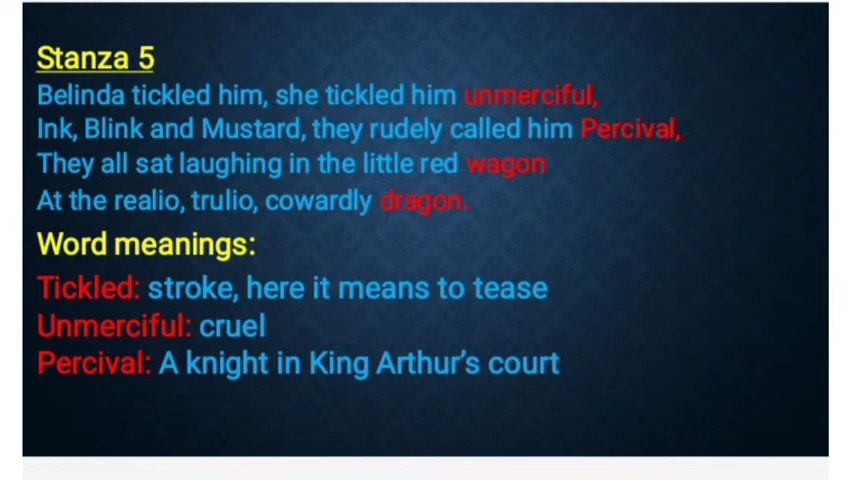 Stanza 5
Belinda tickled him, she tickled him unmerciful,
Ink, Blink and Mustard, they rudely called him Percival,
They all sat laughing in the little red wagon
At the realio, trulio, cowardly dragon.
Word meanings:
Tickled: stroke, here it means to tease
Unmerciful: cruel
Percival: A knight in King Arthur’s court